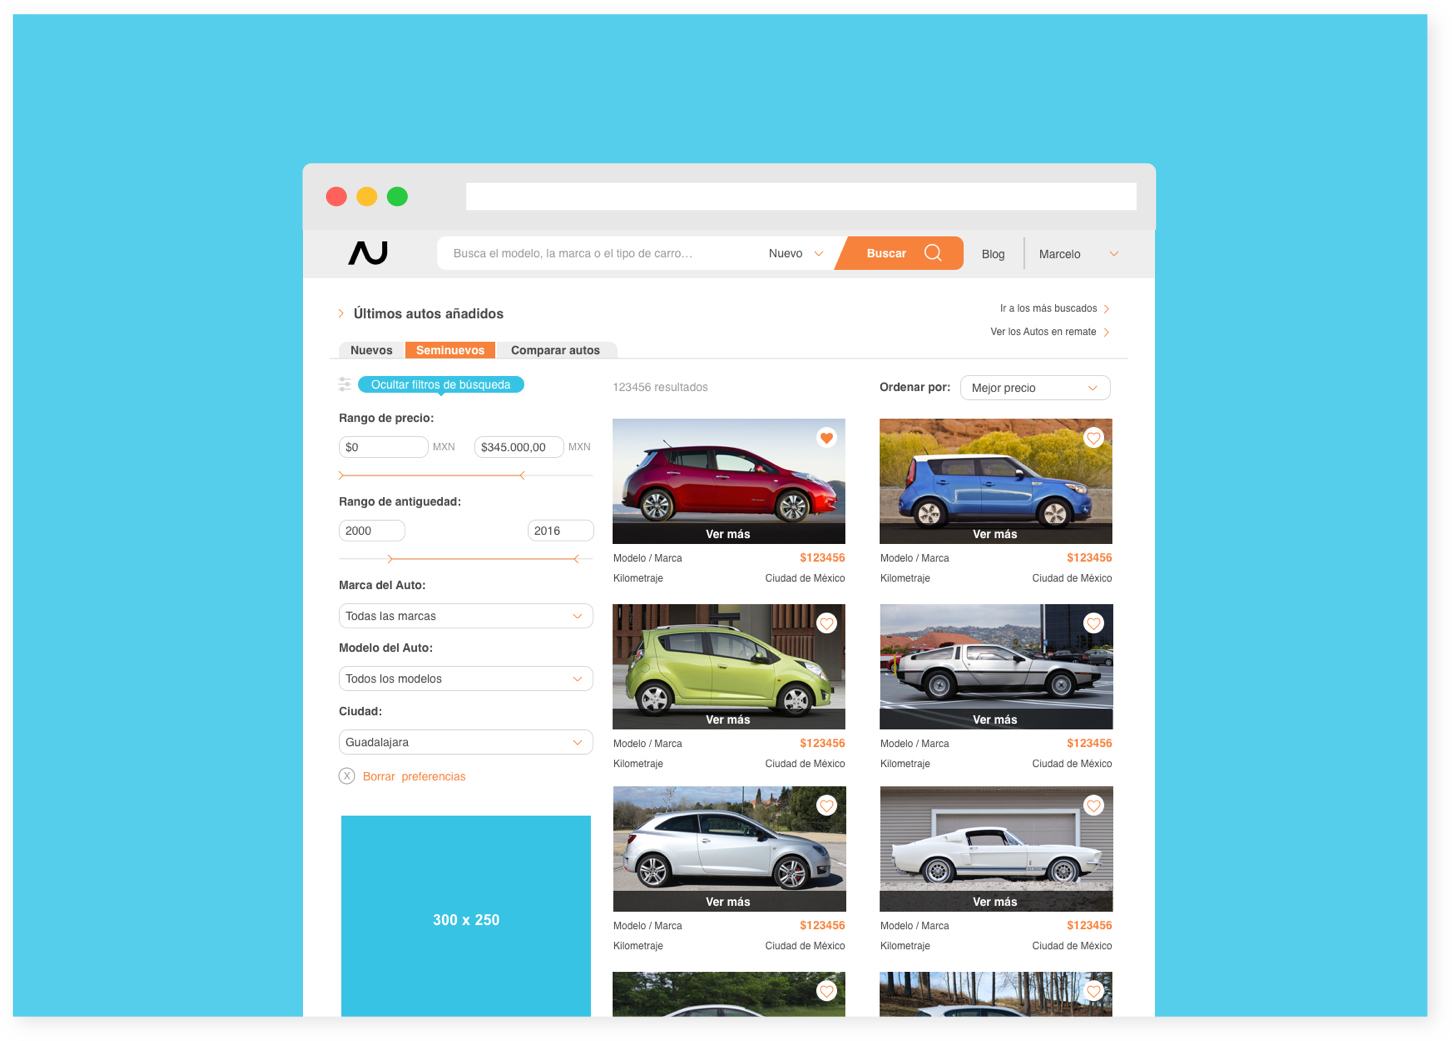 AU
Busca el modelo, la marca o el tipo de carro...
Nuevo
Buscar
Blog
Marcelo
Últimos autos añadidos
Ir a los más buscados
Ver los Autos en remate
Nuevos
Seminuevos
Comparar autos
Ocultar filtros de búsqueda
123456 resultados
Ordenar por:
Mejor precio
Rango de precio:
$0
MXN
$345.000,00
MXN
Rango de antiguedad:
2000
2016
Marca del Auto:
Todas las marcas
Modelo del Auto:
Todos los modelos
Ciudad:
Guadalajara
X
Borrar preferencias
300 x 250
Ver más
Modelo / Marca
$123456
Kilometraje
Ciudad de México
Ver más
Modelo / Marca
$123456
Kilometraje
Ciudad de México
Ver más
Modelo / Marca
$123456
Kilometraje
Ciudad de México
Ver más
Modelo / Marca
$123456
Kilometraje
Ciudad de México
Ver más
Modelo / Marca
$123456
Kilometraje
Ciudad de México
Ver más
Modelo / Marca
$123456
Kilometraje
Ciudad de México